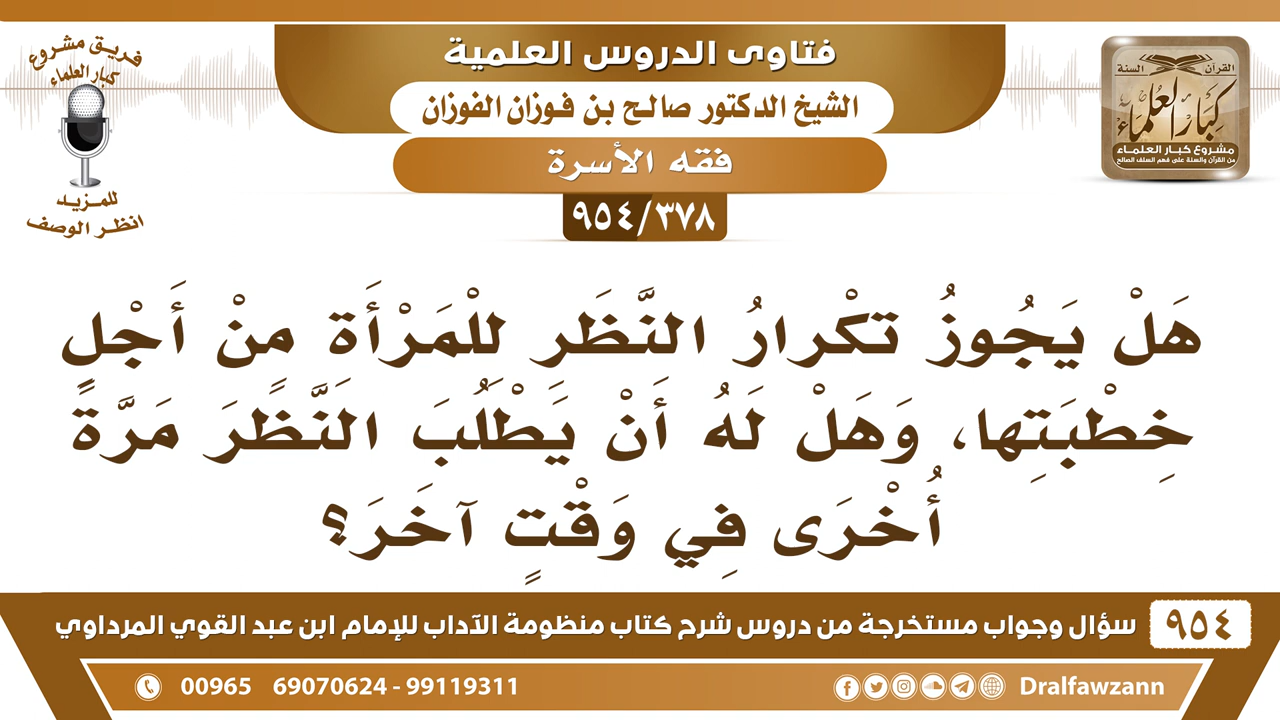 فتاوى الدروس العلمية
الشيخ الدكتور صالح بن فوزان الفوزان
فقه الأسرة
٩٥٤/٣٧٨
القرآن السنة
كبار العلماء
مشروع كبار العلماء
من القرآن والسنة على فهم السلف الصالح
فريق مشروع
كبار العلماء
للمزيد
انظر الوصف
هَلْ يَجُوزُ تكْرارُ النَّظَرِ للْمَرْأَةِ مِنْ أَجْلِ
خِطْبَتِها، وَهَلْ لَهُ أَنْ يَطْلُبَ النَّظَرَ مَرَّةً
أُخْرَى فِي وَقْتٍ آخَرَ؟
٩٥٤ سؤال وجواب مستخرجة من دروس شرح كتاب منظومة الآداب للإمام ابن عبد القوي المرداوي
00965 69070624 - 99119311
Dralfawzann